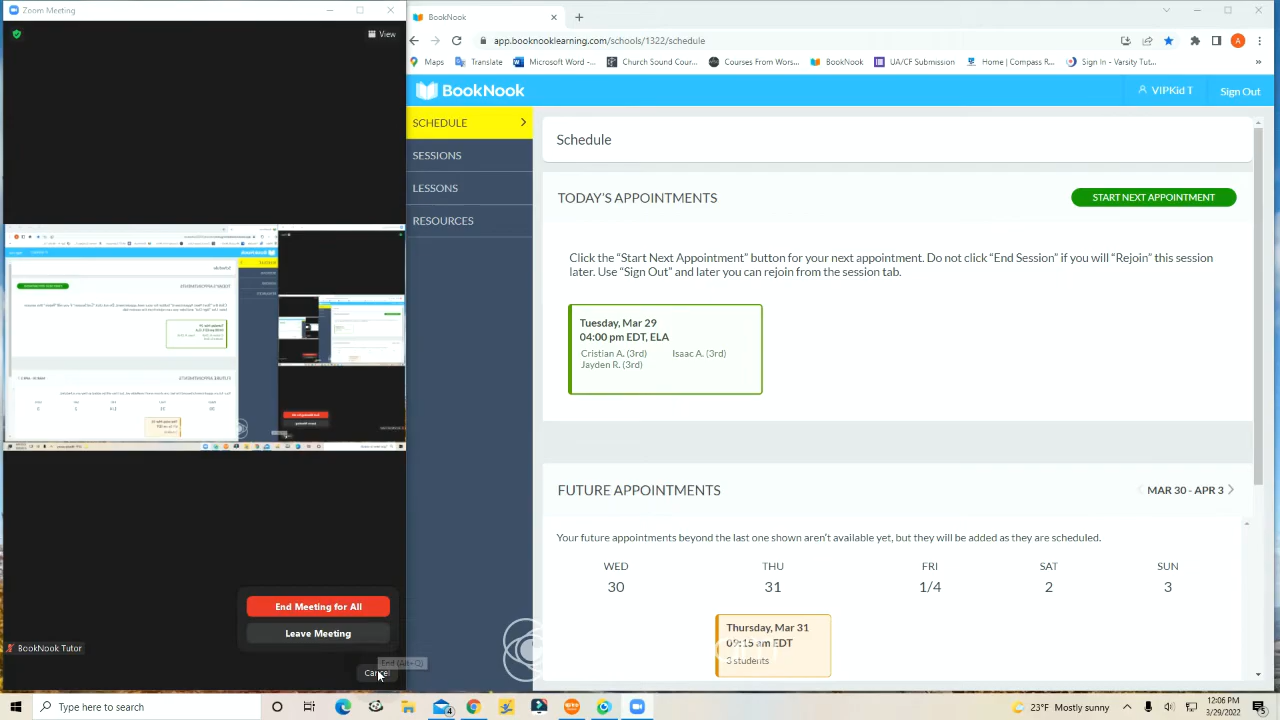 Zoom Meeting
View
BookNook
app.booknooklearning.com/schools/1322/schedule
A
Maps
Translate
Microsoft Word -...
Church Sound Cour...
Courses From Wors...
BookNook
UA/CF Submission
Home | Compass R...
Sign In - Varsity Tut...
»
BookNook
VIPKid T
Sign Out
SCHEDULE
SESSIONS
LESSONS
RESOURCES
Schedule
TODAY'S APPOINTMENTS
START NEXT APPOINTMENT
Click the "Start Next Appointment" button for your next appointment. Do not click "End Session" if you will "Rejoin" this session
later. Use "Sign Out" and after you can rejoin from the session tab.
Tuesday, Mar 29
04:00 pm EDT, ELA
Cristian A. (3rd) Isaac A. (3rd)
Jayden R. (3rd)
FUTURE APPOINTMENTS
MAR 30 - APR 3
Your future appointments beyond the last one shown aren't available yet, but they will be added as they are scheduled.
WED THU FRI SAT SUN
30 31 1/4 2 3
Thursday, Mar 31
EDT
3 students
End Meeting for All
Leave Meeting
End (Alt+Q)
Cancel
BookNook Tutor
Type here to search
4
23°F Mostly sunny
12:06 PM
3/29/2022
5